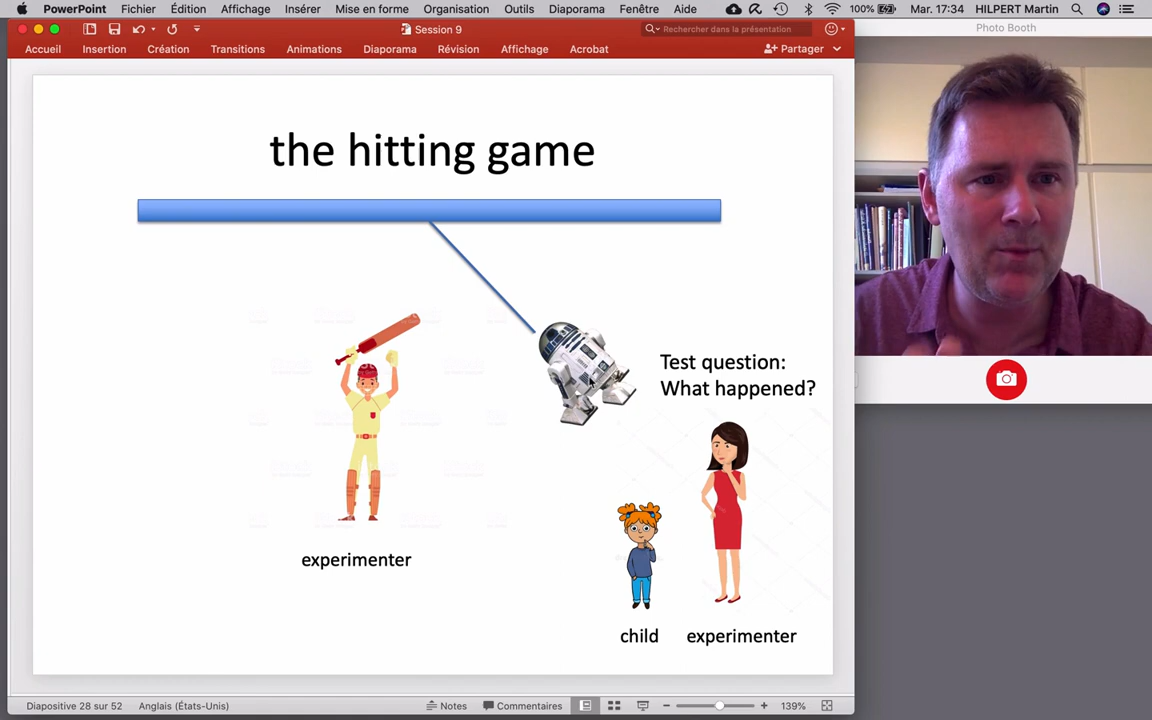 PowerPoint Fichier Édition Affichage Insérer Mise en forme Organisation Outils Diaporama Fenêtre Aide 100% Mar. 17:34 HILPERT Martin
Session 9
Rechercher dans la présentation
Photo Booth
Accueil Insertion Création Transitions Animations Diaporama Révision Affichage Acrobat Partager
the hitting game
Test question:
What happened?
experimenter
child experimenter
Diapositive 28 sur 52 Anglais (États-Unis) Notes Commentaires 139%